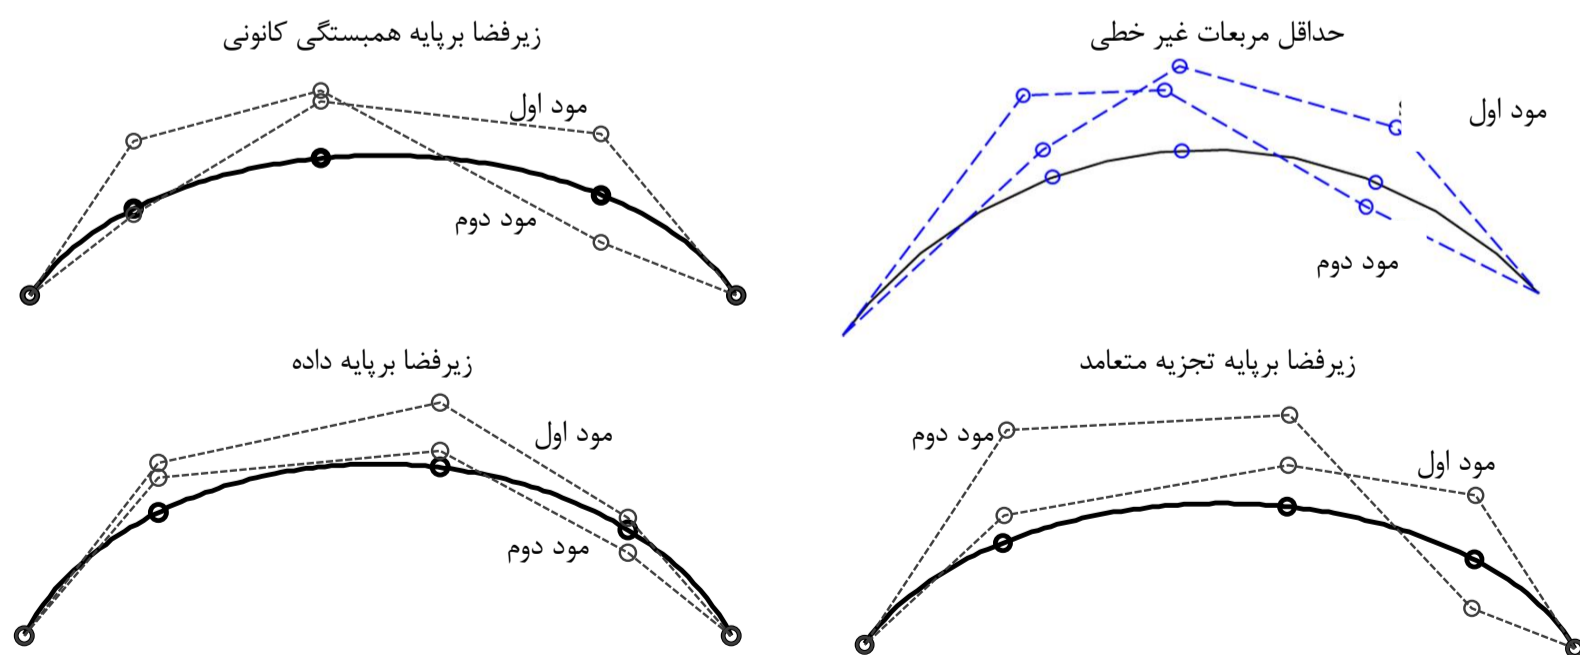 حداقل مربعات غیر خطی
مود اول
مود دوم
زیرفضا برپایه همبستگی کانونی
مود اول
مود دوم
زیرفضا برپایه تجزیه متعامد
مود دوم
مود اول
زیرفضا برپایه داده
مود اول
مود دوم